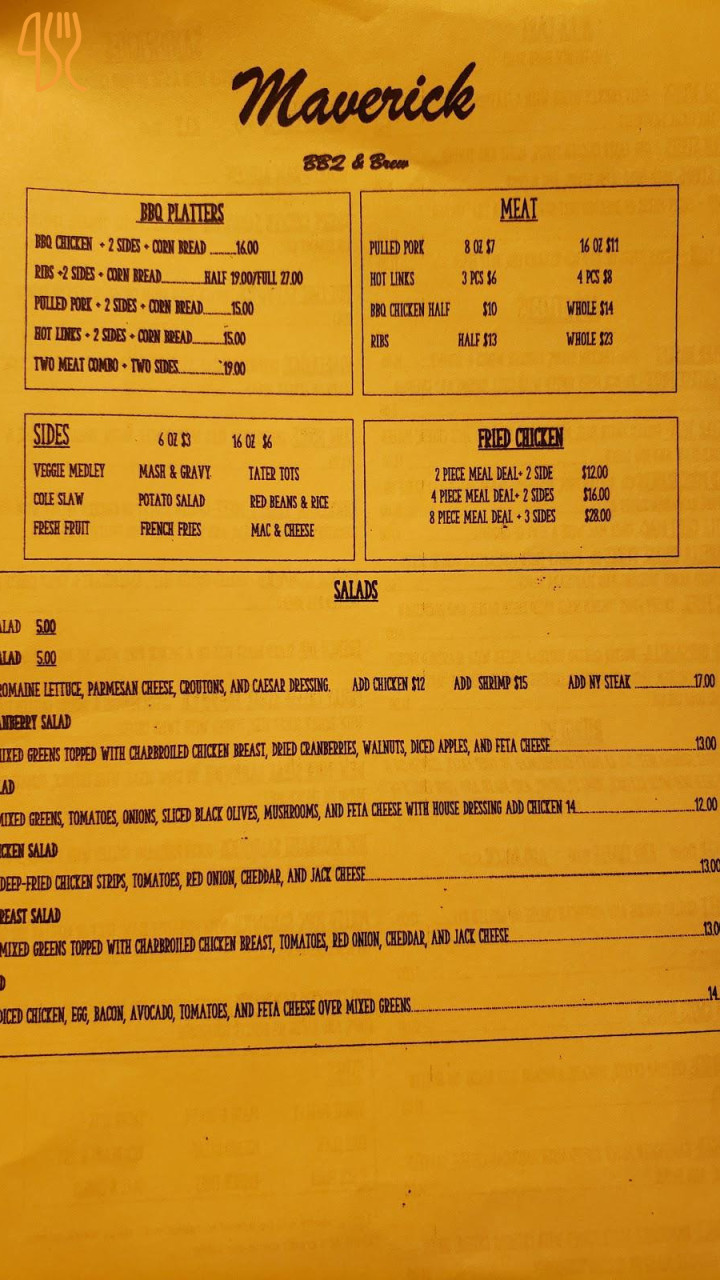 Maverick
BBQ & Brew
BBQ PLATTERS
BBQ CHICKEN + 2 SIDES + CORN BREAD......16.00
RIBS +2 SIDES + CORN BREAD............HALF 19.00/FULL 27.00
PULLED PORK + 2 SIDES + CORN BREAD........15.00
HOT LINKS + 2 SIDES + CORN BREAD........15.00
TWO MEAT COMBO + TWO SIDES............19.00
MEAT
PULLED PORK 8 OZ $7 16 OZ $11
HOT LINKS 3 PCS $6 4 PCS $8
BBQ CHICKEN HALF $10 WHOLE $14
RIBS HALF $13 WHOLE $23
SIDES 6 OZ $3 16 OZ $6
VEGGIE MEDLEY MASH & GRAVY TATER TOTS
COLE SLAW POTATO SALAD RED BEANS & RICE
FRESH FRUIT FRENCH FRIES MAC & CHEESE
FRIED CHICKEN
2 PIECE MEAL DEAL+ 2 SIDE $12.00
4 PIECE MEAL DEAL+ 2 SIDES $16.00
8 PIECE MEAL DEAL + 3 SIDES $28.00
SALADS
ALAD 5.00
ALAD 5.00
ROMAINE LETTUCE, PARMESAN CHEESE, CROUTONS, AND CAESAR DRESSING. ADD CHICKEN $12 ADD SHRIMP $15 ADD NY STEAK ..................17.00
ANBERRY SALAD
MIXED GREENS TOPPED WITH CHARBROILED CHICKEN BREAST, DRIED CRANBERRIES, WALNUTS, DICED APPLES, AND FETA CHEESE..................13.00
LAD
MIXED GREENS, TOMATOES, ONIONS, SLICED BLACK OLIVES, MUSHROOMS, AND FETA CHEESE WITH HOUSE DRESSING ADD CHICKEN 14..................12.00
ICKEN SALAD
DEEP-FRIED CHICKEN STRIPS, TOMATOES, RED ONION, CHEDDAR, AND JACK CHEESE..................13.00
REAST SALAD
MIXED GREENS TOPPED WITH CHARBROILED CHICKEN BREAST, TOMATOES, RED ONION, CHEDDAR, AND JACK CHEESE..................13.00
D
DICED CHICKEN, EGG, BACON, AVOCADO, TOMATOES, AND FETA CHEESE OVER MIXED GREENS..................14.